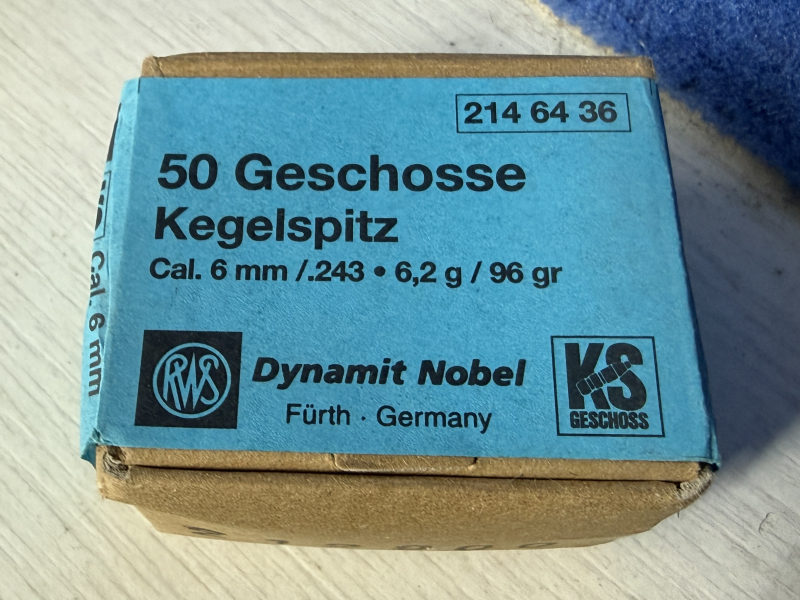 214 64 36
50 Geschosse
Kegelspitz
Cal. 6 mm /.243 • 6,2 g / 96 gr
RWS
Dynamit Nobel
Fürth · Germany
KS
GESCHOSS
Cal. 6 mm